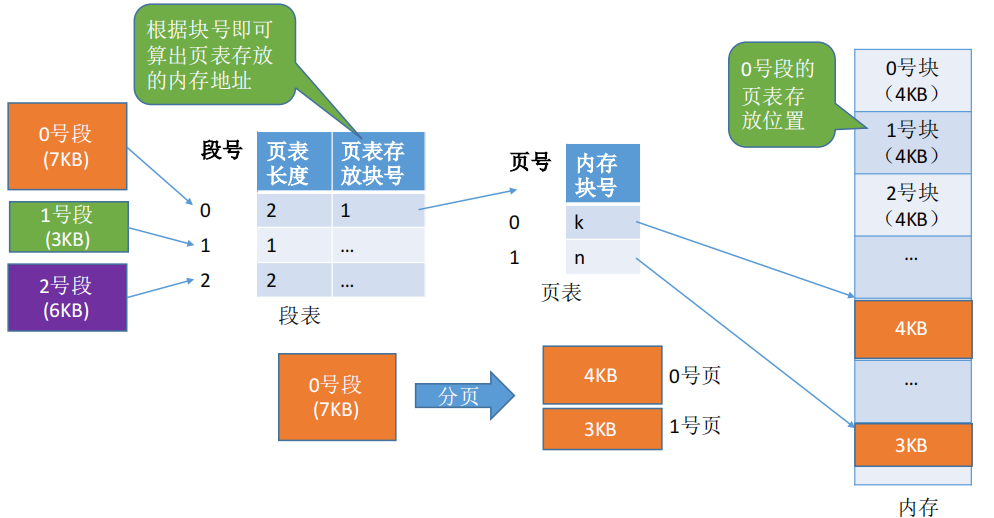 根据块号即可
算出页表存放
的内存地址
0号段的
页表存
放位置
0号段
(7KB)
1号段
(3KB)
2号段
(6KB)
段号
页表
长度
页表存
放块号
0
2
1
1
1
...
2
2
...
段表
页号
内存
块号
0
k
1
n
页表
0号块
（4KB）
1号块
(4KB)
2号块
(4KB)
...
4KB
...
3KB
内存
0号段
(7KB)
分页
4KB
0号页
3KB
1号页